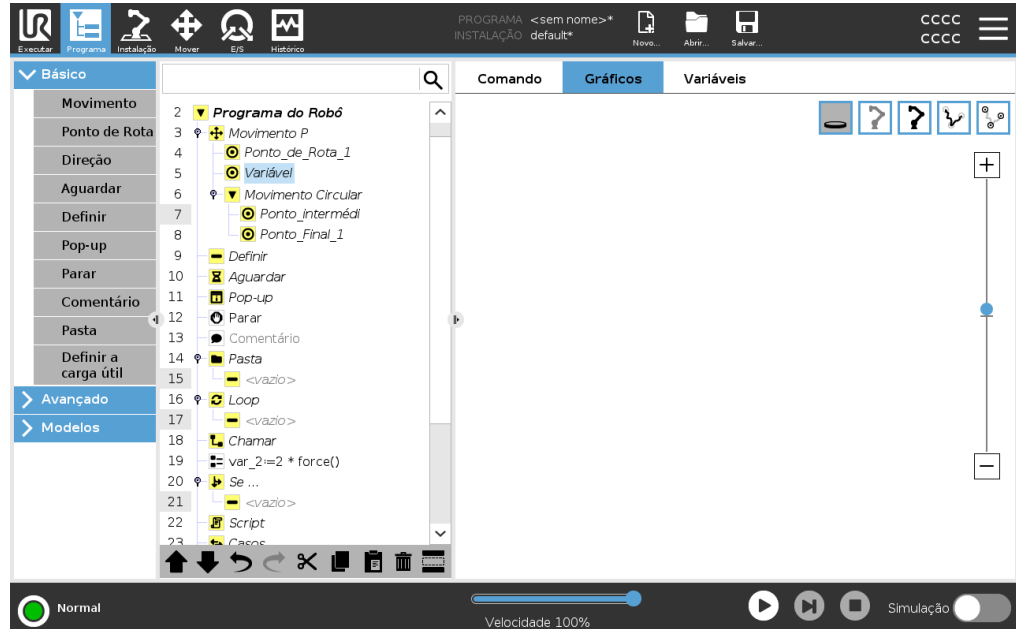 PROGRAMA <sem nome>*
INSTALAÇÃO default*
Executar Programa Instalação Mover E/S Histórico Novo... Abrir... Salvar...
CCCC
CCCC
Básico
Movimento
Ponto de Rota
Direção
Aguardar
Definir
Pop-up
Parar
Comentário
Pasta
Definir a
carga útil
Avançado
Modelos
2 Programa do Robô
3 Movimento P
4 Ponto_de_Rota_1
5 Variável
6 Movimento Circular
7 Ponto_intermédi
8 Ponto_Final_1
9 Definir
10 Aguardar
11 Pop-up
12 Parar
13 Comentário
14 Pasta
15 <vazio>
16 Loop
17 <vazio>
18 Chamar
19 var_2:=2 * force()
20 Se ...
21 <vazio>
22 Script
23 Casos
Comando Gráficos Variáveis
Normal
Velocidade 100%
Simulação